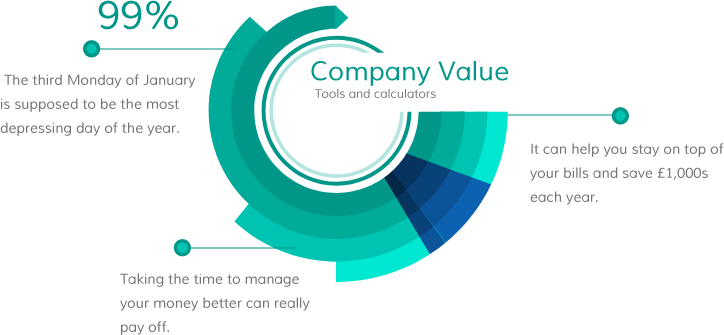 99%
The third Monday of January
is supposed to be the most
depressing day of the year.
Company Value
Tools and calculators
It can help you stay on top of
your bills and save £1,000s
each year.
Taking the time to manage
your money better can really
pay off.